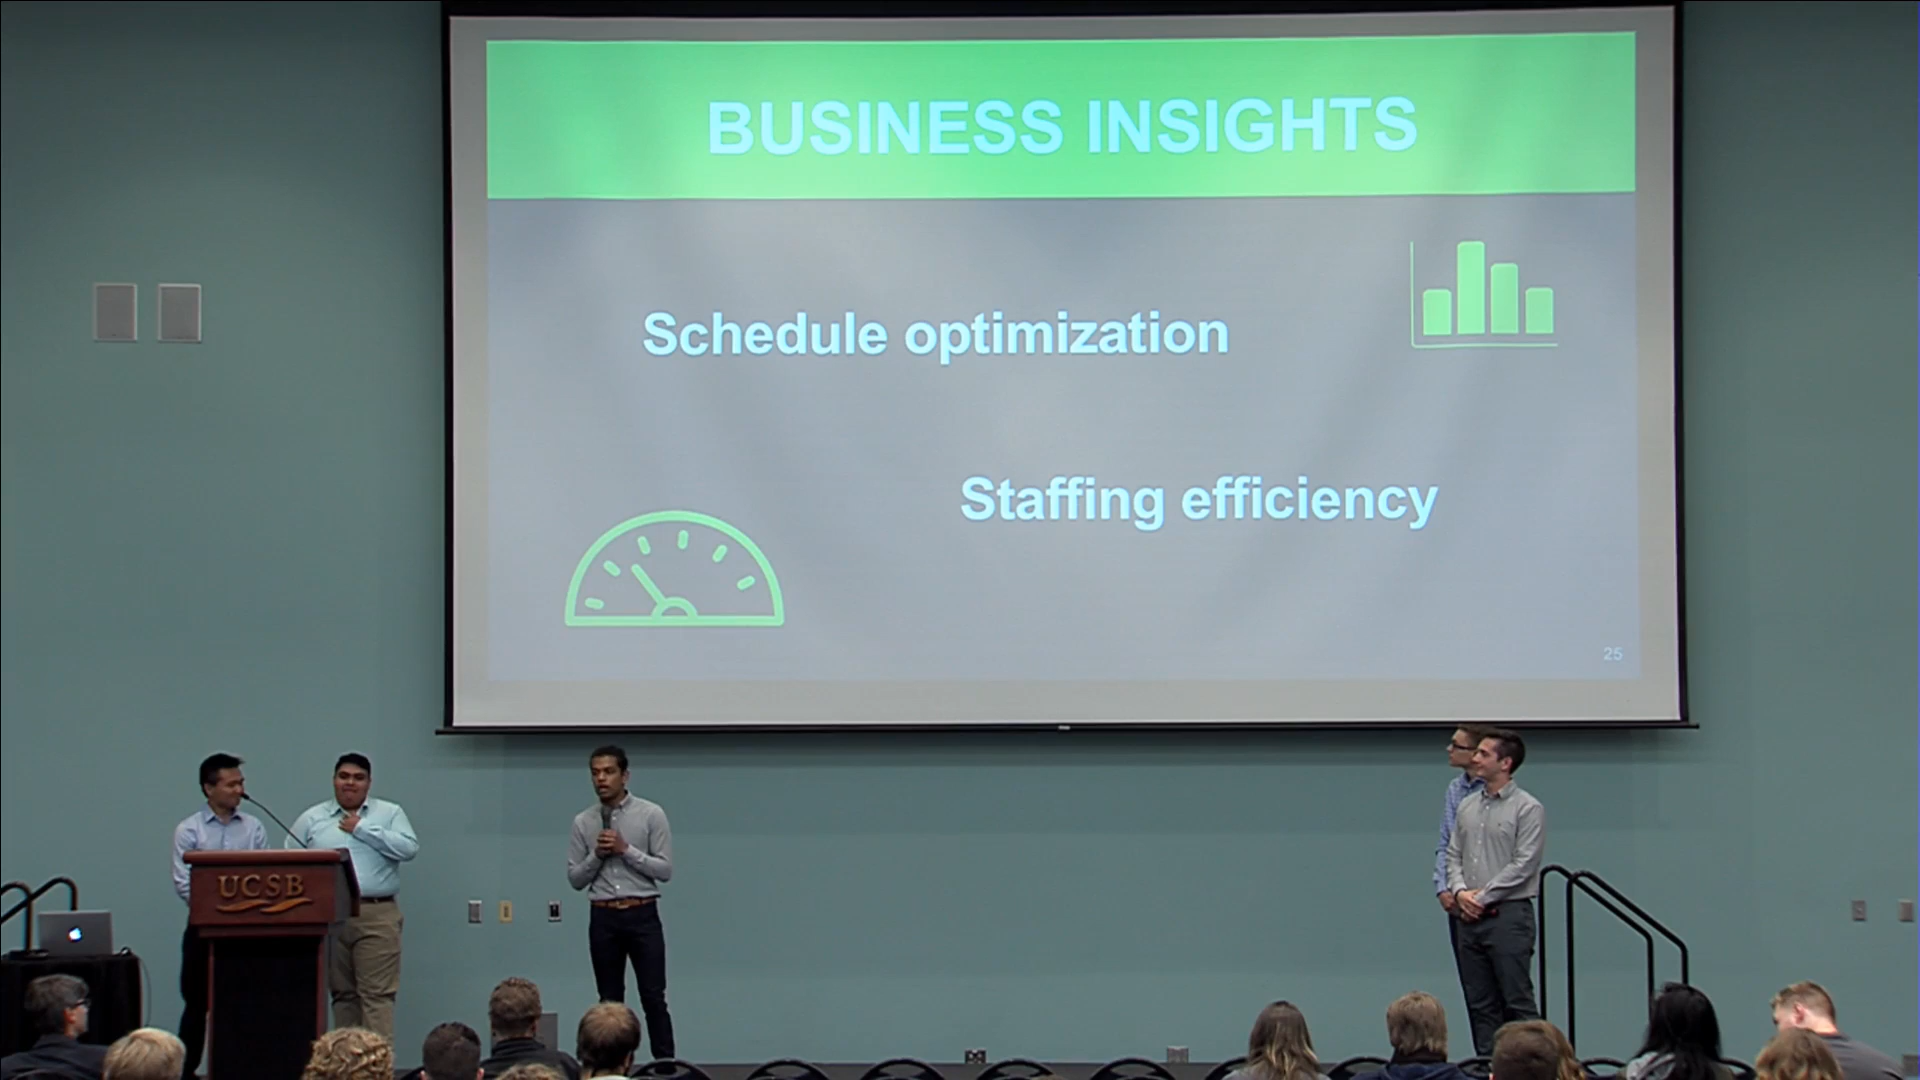 BUSINESS INSIGHTS
Schedule optimization
Staffing efficiency
25
UCSB